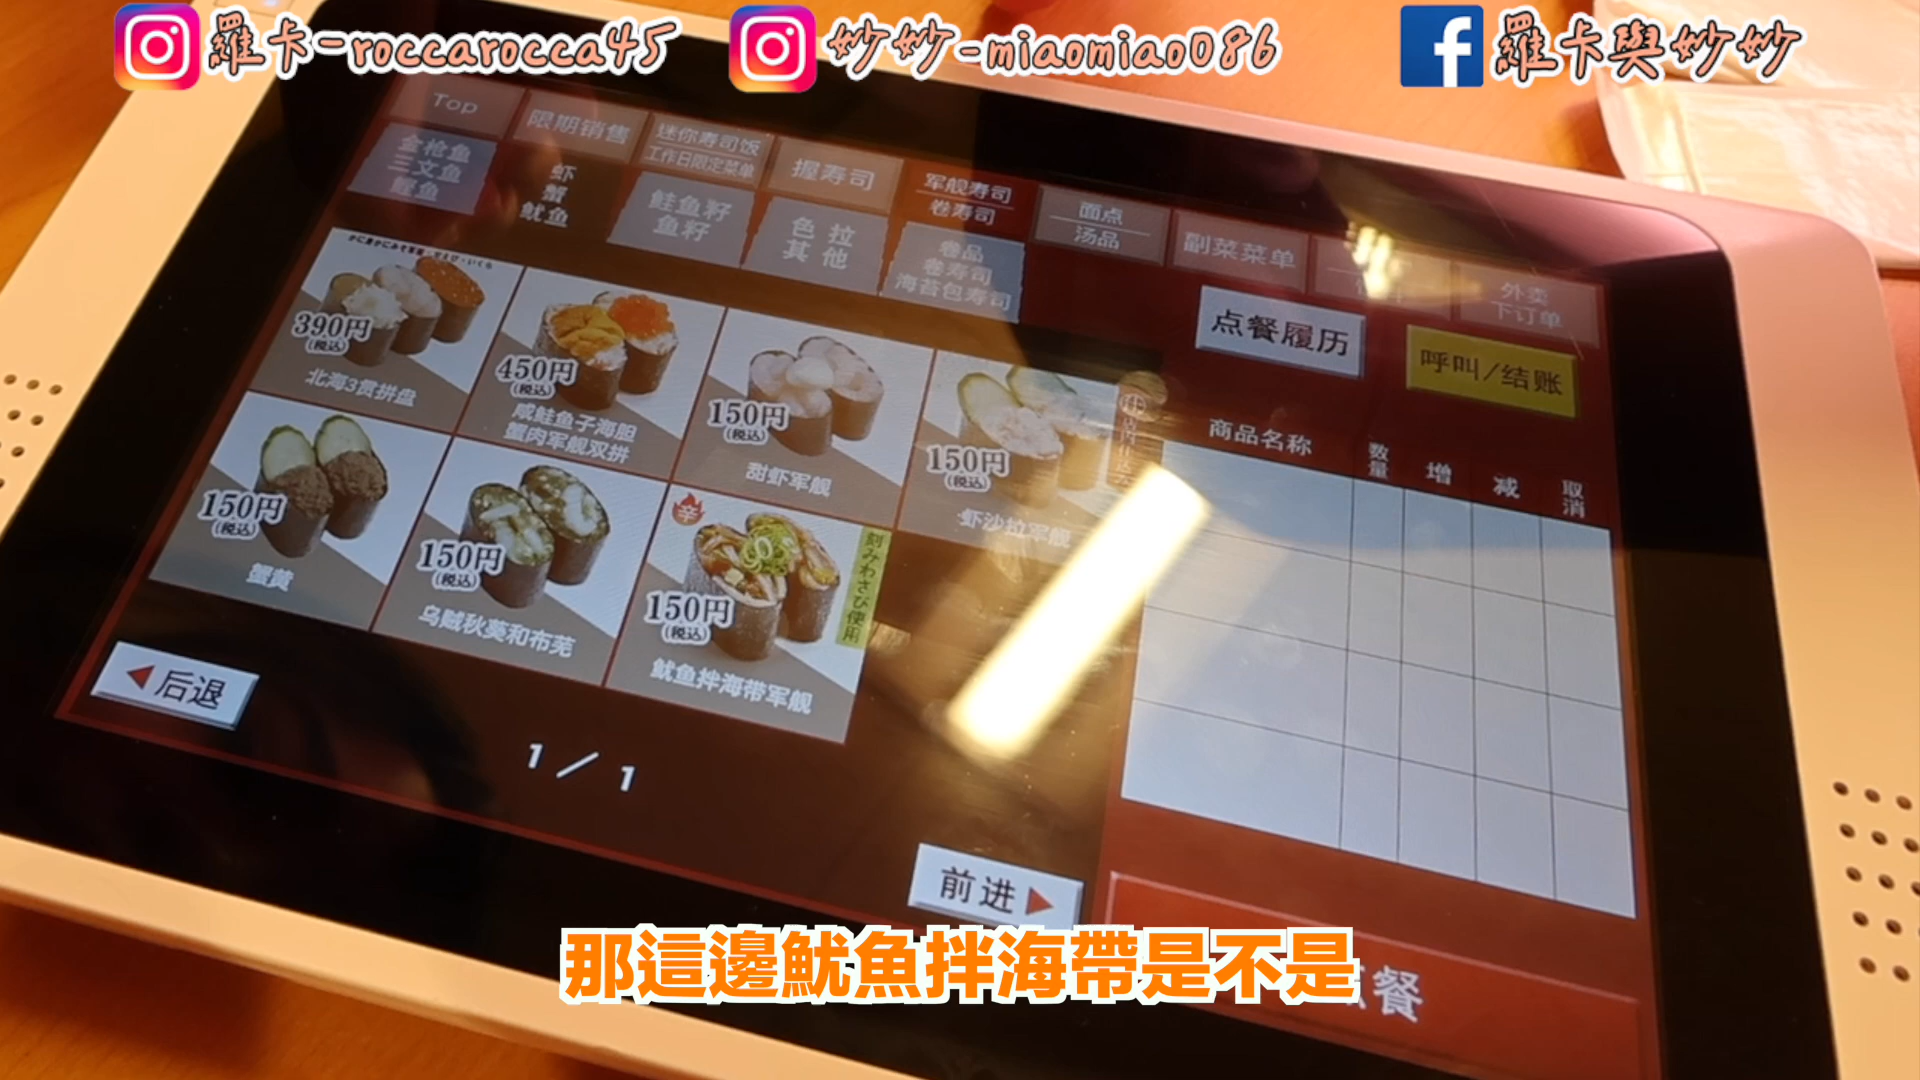 羅卡-roccarocca45
妙妙-miaomiao086
羅卡與妙妙
Top
限期销售
迷你寿司饭
工作日限定菜单
握寿司
军舰寿司
卷寿司
面点
汤品
副菜菜单
外卖
下订单
金枪鱼
三文鱼
鲣鱼
虾
蟹
鱿鱼
鲑鱼籽
鱼籽
色拉
其他
卷品
卷寿司
海苔包寿司
点餐履历
呼叫/结账
390円
(税込)
北海3贯拼盘
450円
(税込)
咸鲑鱼子海胆
蟹肉军舰双拼
150円
(税込)
甜虾军舰
150円
(税込)
虾沙拉军舰
商品名称
数量
增
减
取消
150円
(税込)
蟹黄
150円
(税込)
乌贼秋葵和布芜
辛
150円
(税込)
刻みわさび使用
鱿鱼拌海带军舰
后退
1 / 1
前进
餐
那這邊魷魚拌海帶是不是